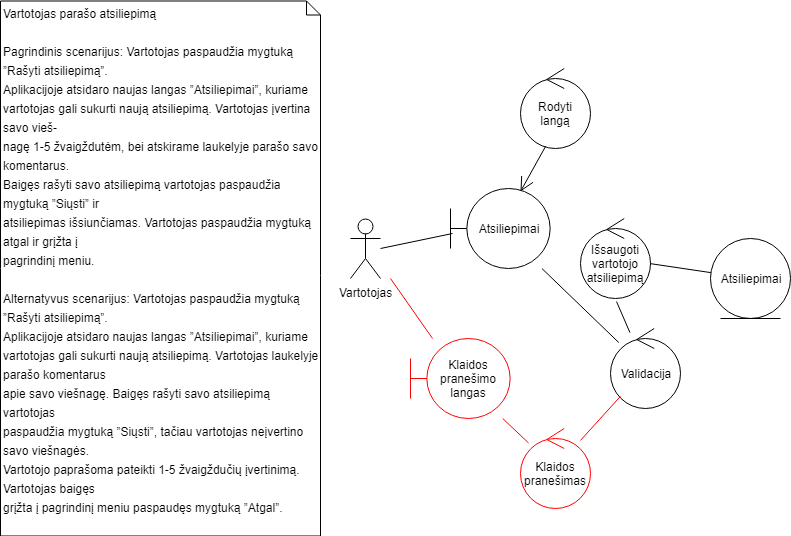 Vartotojas parašo atsiliepimą
Pagrindinis scenarijus: Vartotojas paspaudžia mygtuką
”Rašyti atsiliepimą”.
Aplikacijoje atsidaro naujas langas ”Atsiliepimai”, kuriame
vartotojas gali sukurti naują atsiliepimą. Vartotojas įvertina
savo vieš-
nagę 1-5 žvaigždutėm, bei atskirame laukelyje parašo savo
komentarus.
Baigęs rašyti savo atsiliepimą vartotojas paspaudžia
mygtuką ”Siųsti” ir
atsiliepimas išsiunčiamas. Vartotojas paspaudžia mygtuką
atgal ir grįžta į
pagrindinį meniu.
Alternatyvus scenarijus: Vartotojas paspaudžia mygtuką
”Rašyti atsiliepimą”.
Aplikacijoje atsidaro naujas langas ”Atsiliepimai”, kuriame
vartotojas gali sukurti naują atsiliepimą. Vartotojas laukelyje
parašo komentarus
apie savo viešnagę. Baigęs rašyti savo atsiliepimą
vartotojas
paspaudžia mygtuką ”Siųsti”, tačiau vartotojas neįvertino
savo viešnagės.
Vartotojo paprašoma pateikti 1-5 žvaigždučių įvertinimą.
Vartotojas baigęs
grįžta į pagrindinį meniu paspaudęs mygtuką ”Atgal”.
Rodyti
langą
Atsiliepimai
Išsaugoti
vartotojo
atsiliepimą
Atsiliepimai
Vartotojas
Klaidos
pranešimo
langas
Validacija
Klaidos
pranešimas